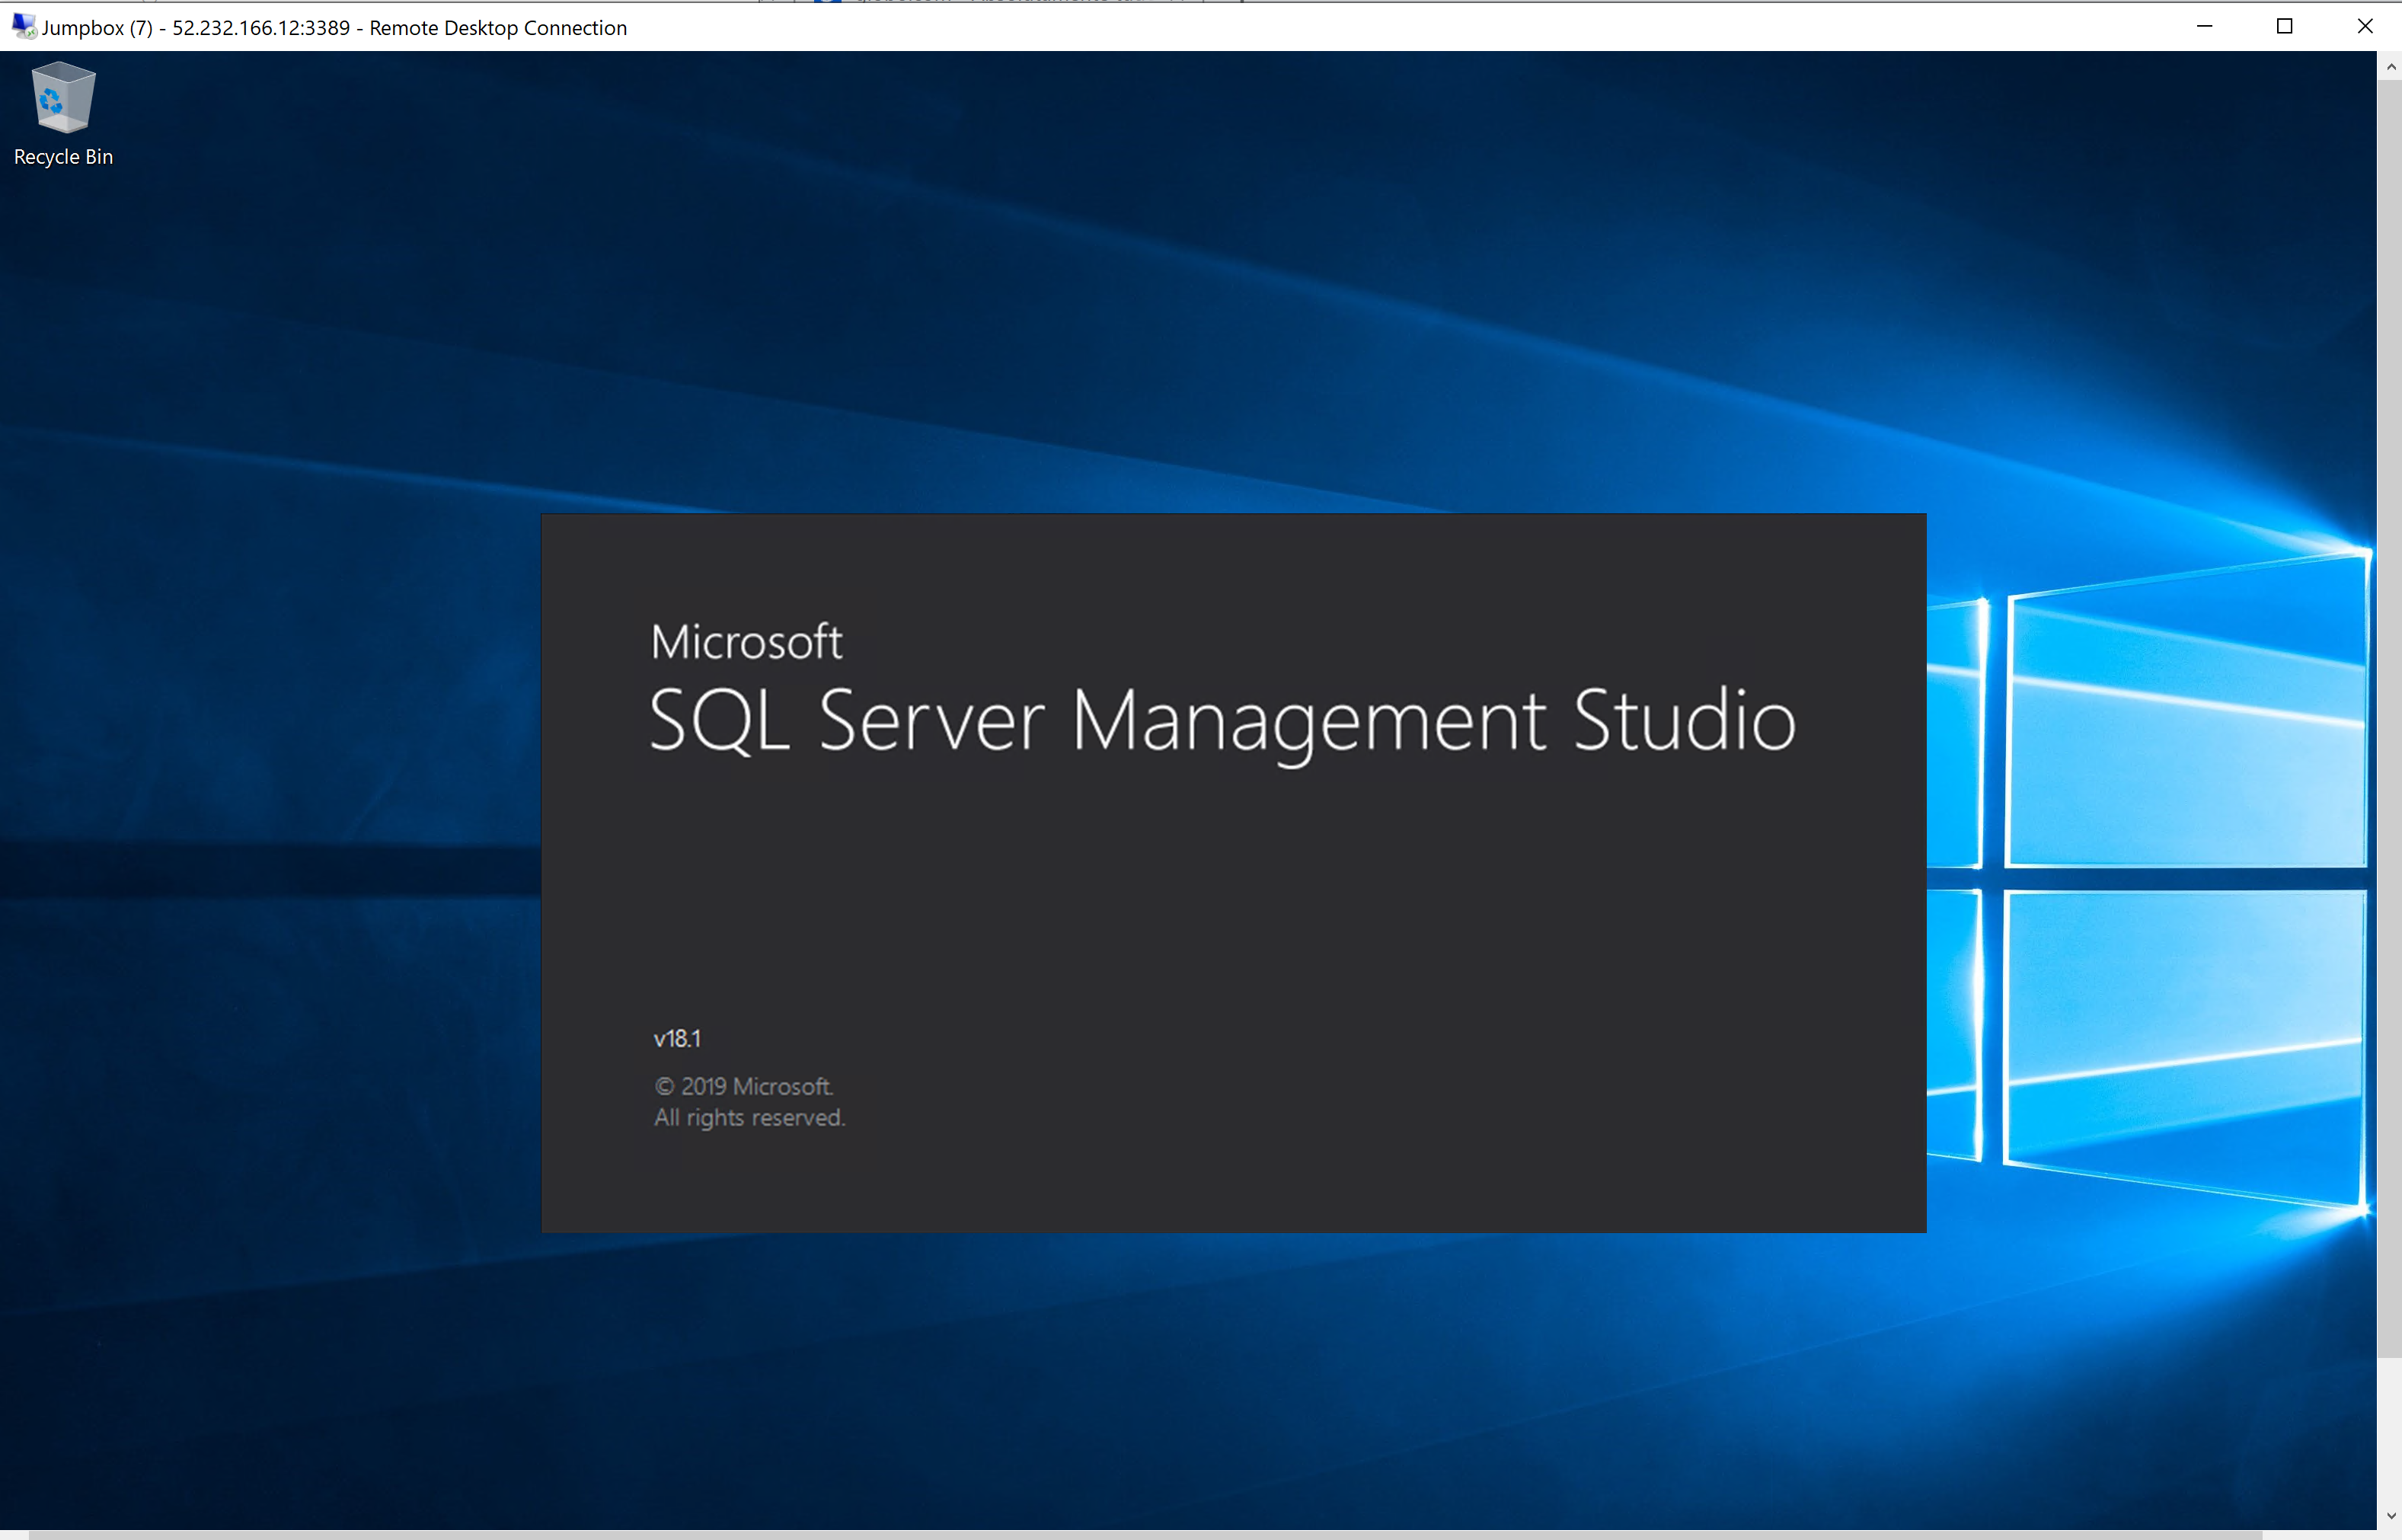 Jumpbox (7) - 52.232.166.12:3389 - Remote Desktop Connection
Recycle Bin
Microsoft
SQL Server Management Studio
v18.1
© 2019 Microsoft.
All rights reserved.